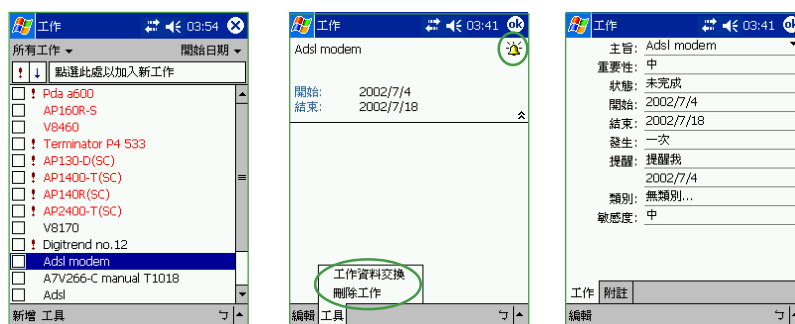 工作 03:54
所有工作 開始日期
! ↓ 點選此處以加入新工作
! Pda a600
AP160R-S
V8460
! Terminator P4 533
! AP130-D(SC)
! AP1400-T(SC)
! AP140R(SC)
! AP2400-T(SC)
V8170
! Digitrend no.12
Adsl modem
A7V266-C manual T1018
Adsl
新增 工具 ㄅ
工作 03:41 ok
Adsl modem
開始: 2002/7/4
結束: 2002/7/18
工作資料交換
刪除工作
編輯 工具 ㄅ
工作 03:41 ok
主旨: Adsl modem
重要性: 中
狀態: 未完成
開始: 2002/7/4
結束: 2002/7/18
發生: 一次
提醒: 提醒我
2002/7/4
類別: 無類別...
敏感度: 中
工作 附註
編輯 ㄅ